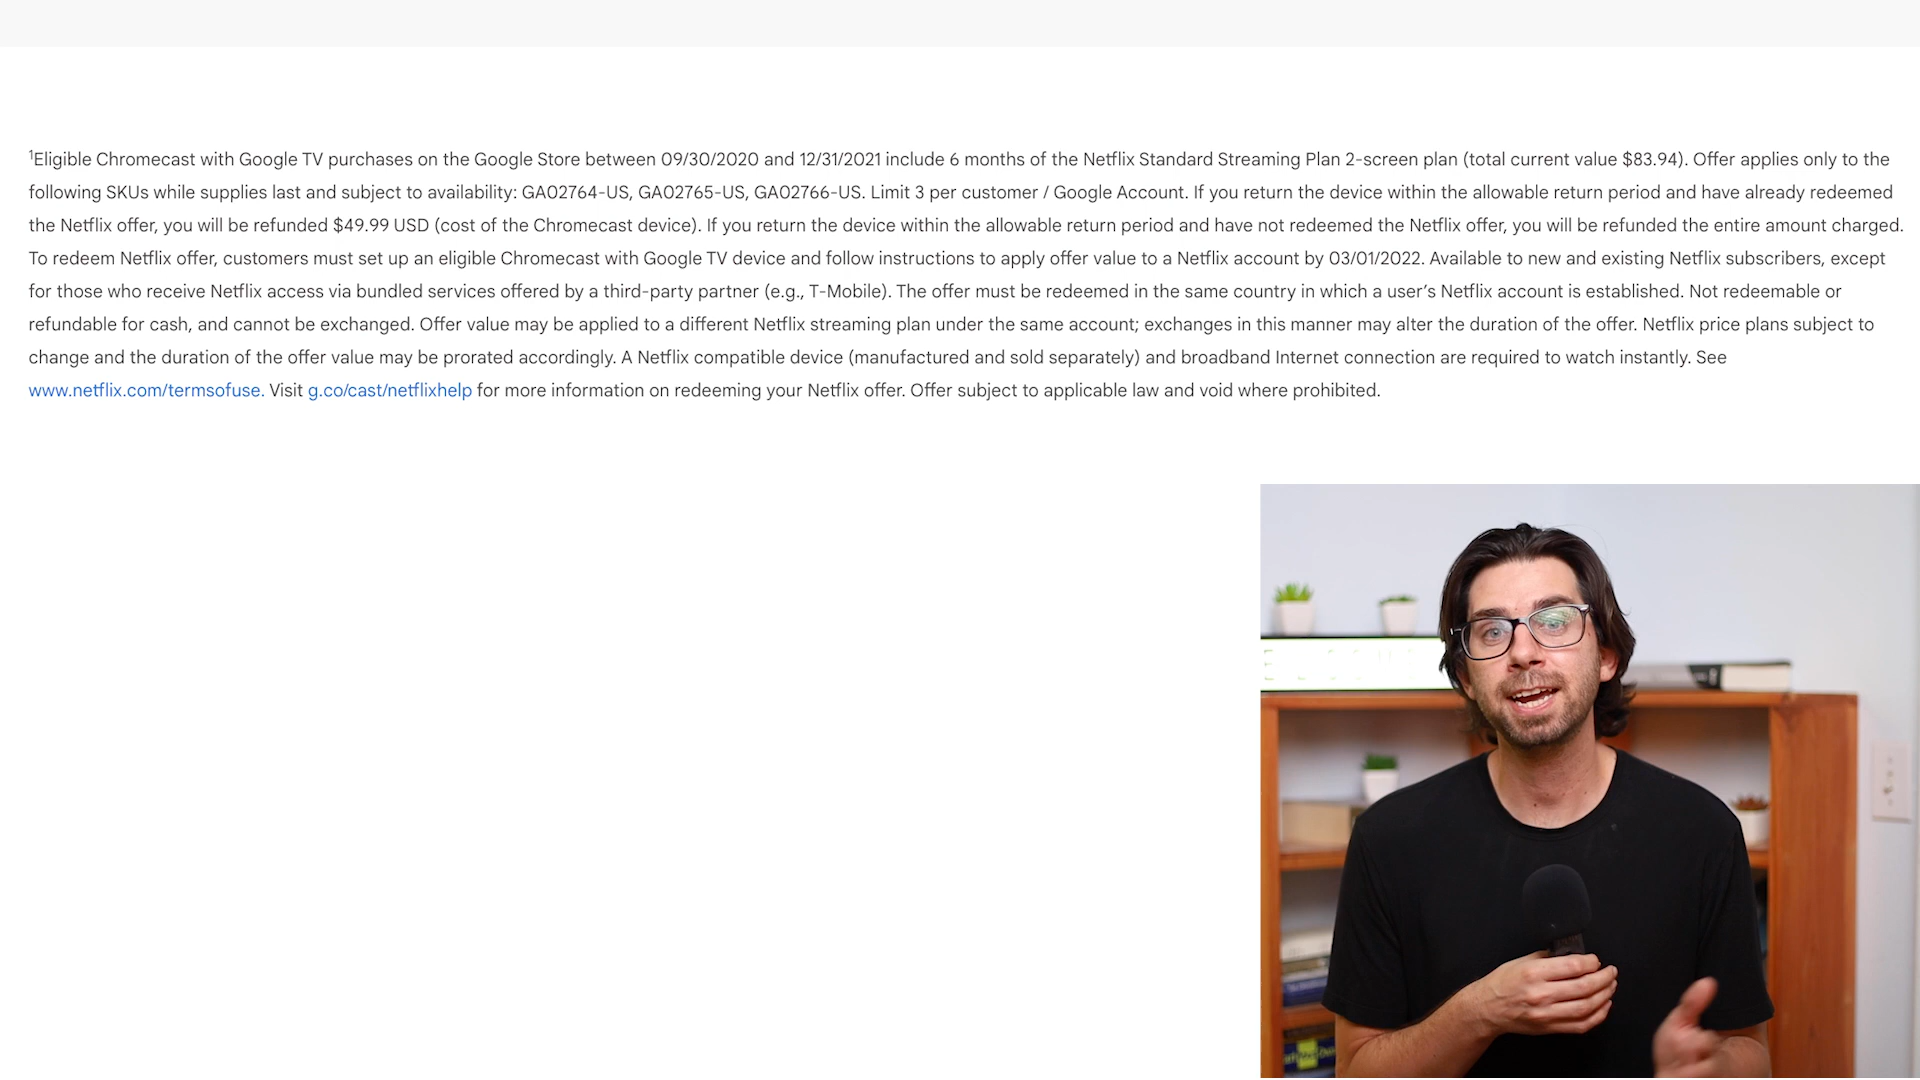 ¹Eligible Chromecast with Google TV purchases on the Google Store between 09/30/2020 and 12/31/2021 include 6 months of the Netflix Standard Streaming Plan 2-screen plan (total current value $83.94). Offer applies only to the
following SKUs while supplies last and subject to availability: GA02764-US, GA02765-US, GA02766-US. Limit 3 per customer / Google Account. If you return the device within the allowable return period and have already redeemed
the Netflix offer, you will be refunded $49.99 USD (cost of the Chromecast device). If you return the device within the allowable return period and have not redeemed the Netflix offer, you will be refunded the entire amount charged.
To redeem Netflix offer, customers must set up an eligible Chromecast with Google TV device and follow instructions to apply offer value to a Netflix account by 03/01/2022. Available to new and existing Netflix subscribers, except
for those who receive Netflix access via bundled services offered by a third-party partner (e.g., T-Mobile). The offer must be redeemed in the same country in which a user’s Netflix account is established. Not redeemable or
refundable for cash, and cannot be exchanged. Offer value may be applied to a different Netflix streaming plan under the same account; exchanges in this manner may alter the duration of the offer. Netflix price plans subject to
change and the duration of the offer value may be prorated accordingly. A Netflix compatible device (manufactured and sold separately) and broadband Internet connection are required to watch instantly. See
www.netflix.com/termsofuse. Visit g.co/cast/netflixhelp for more information on redeeming your Netflix offer. Offer subject to applicable law and void where prohibited.